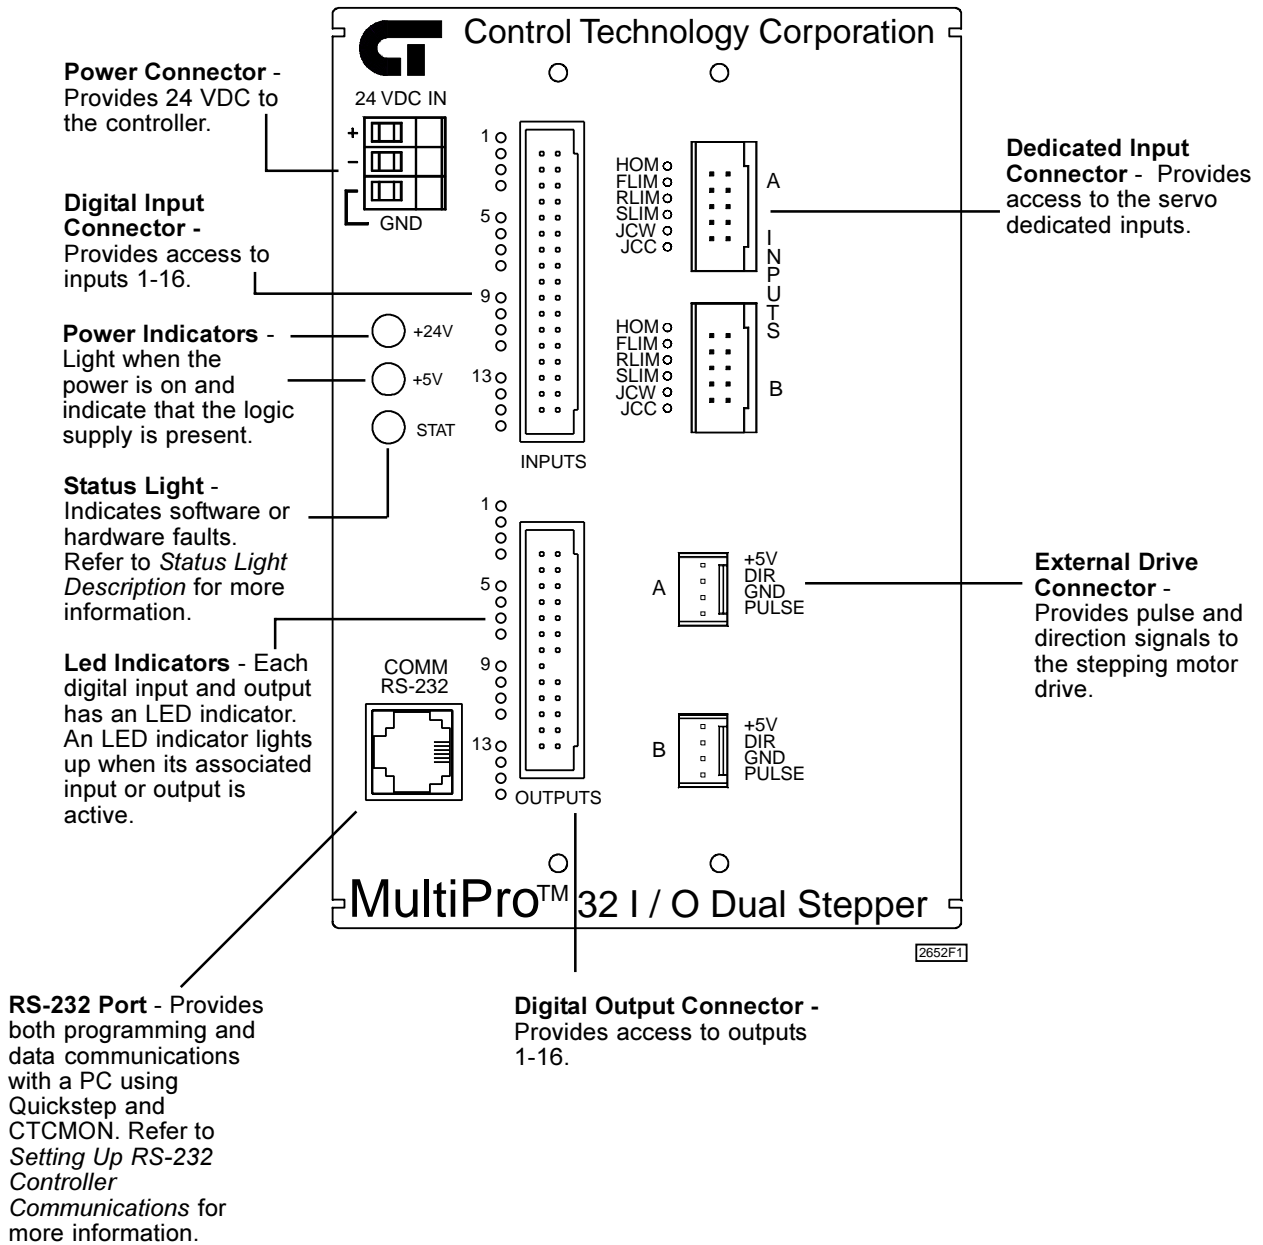 Control Technology Corporation
Power Connector -
Provides 24 VDC to
the controller.
24 VDC IN
+
−
GND
Digital Input
Connector -
Provides access to
inputs 1-16.
Power Indicators -
Light when the
power is on and
indicate that the logic
supply is present.
+24V
+5V
STAT
Status Light -
Indicates software or
hardware faults.
Refer to Status Light
Description for more
information.
Led Indicators - Each
digital input and output
has an LED indicator.
An LED indicator lights
up when its associated
input or output is
active.
COMM
RS-232
1
5
9
13
INPUTS
1
5
9
13
OUTPUTS
HOM
FLIM
RLIM
SLIM
JCW
JCC
A
INPUTS
HOM
FLIM
RLIM
SLIM
JCW
JCC
B
Dedicated Input
Connector - Provides
access to the servo
dedicated inputs.
A
+5V
DIR
GND
PULSE
B
+5V
DIR
GND
PULSE
External Drive
Connector -
Provides pulse and
direction signals to
the stepping motor
drive.
MultiPro™ 32 I / O Dual Stepper
2652F1
RS-232 Port - Provides
both programming and
data communications
with a PC using
Quickstep and
CTCMON. Refer to
Setting Up RS-232
Controller
Communications for
more information.
Digital Output Connector -
Provides access to outputs
1-16.